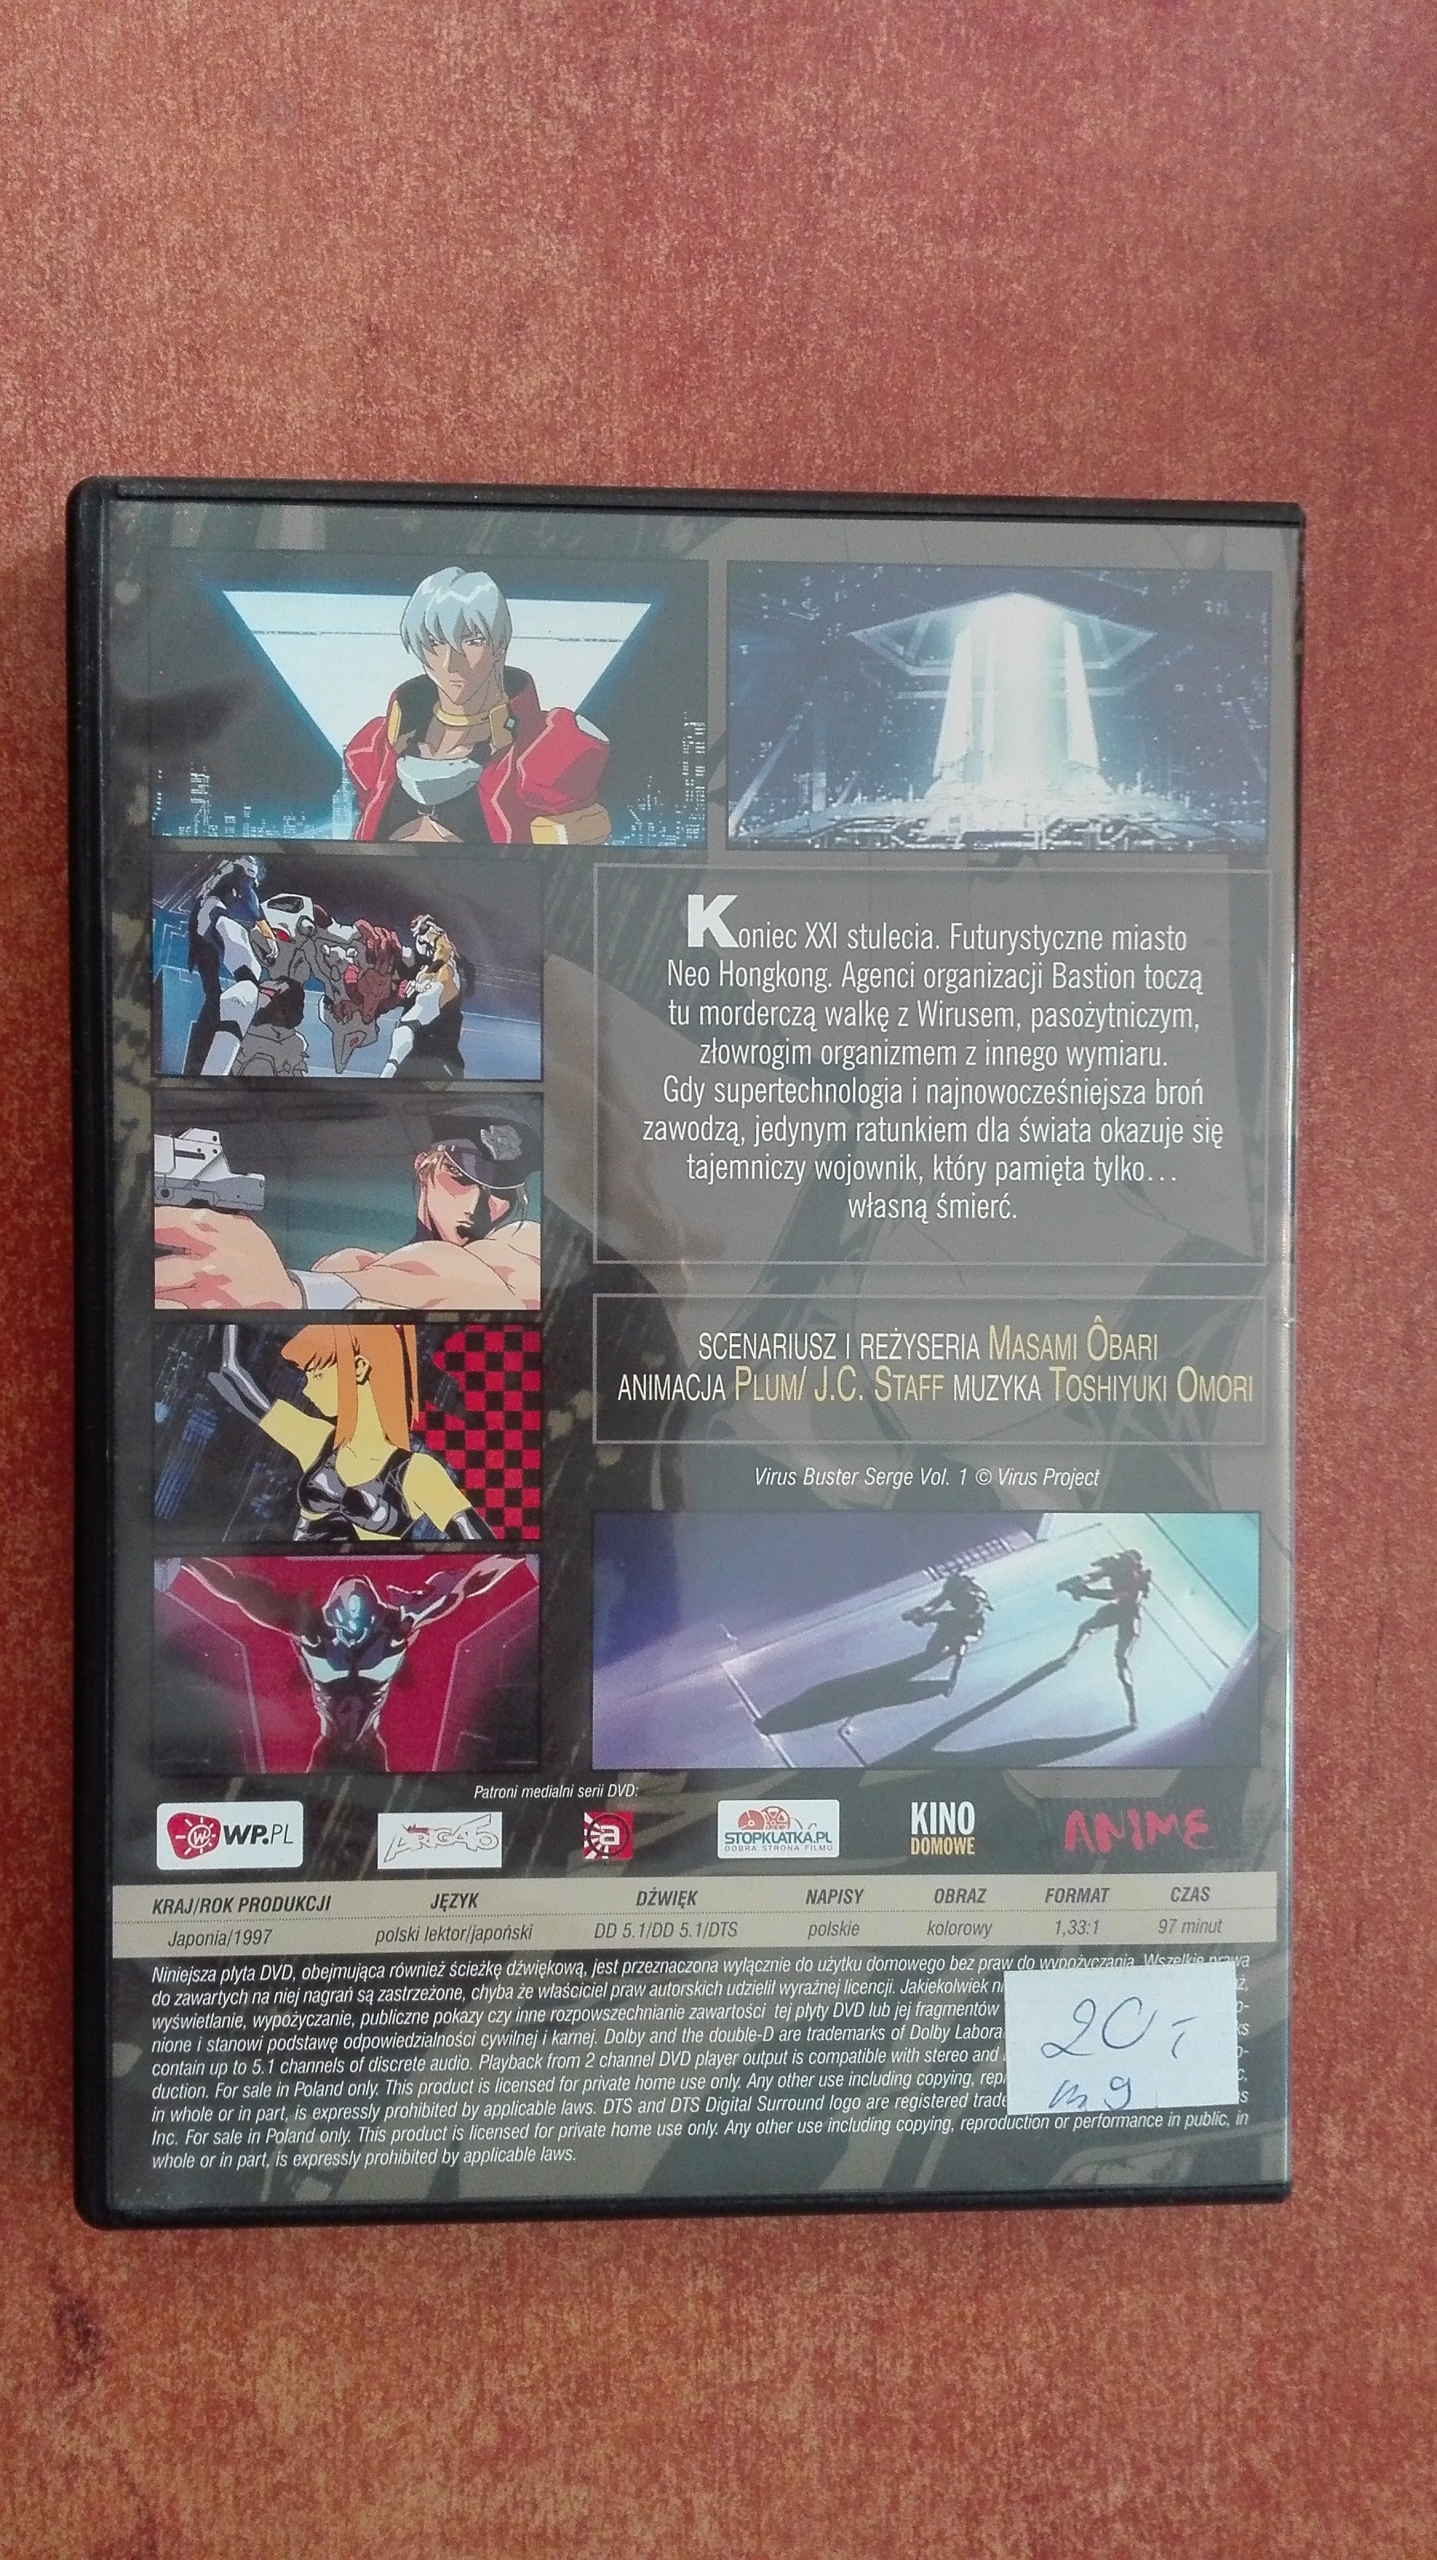 Koniec XXI stulecia. Futurystyczne miasto
Neo Hongkong. Agenci organizacji Bastion toczą
tu morderczą walkę z Wirusem, pasożytniczym,
złowrogim organizmem z innego wymiaru.
Gdy supertechnologia i najnowocześniejsza broń
zawodzą, jedynym ratunkiem dla świata okazuje się
tajemniczy wojownik, który pamięta tylko...
własną śmierć.
SCENARIUSZ I REŻYSERIA MASAMI ÔBARI
ANIMACJA PLUM/ J.C. STAFF MUZYKA TOSHIYUKI OMORI
Virus Buster Serge Vol. 1 © Virus Project
Patroni medialni serii DVD:
W WP.PL
a
STOPKLATKA.PL
DOBRA STRONA FILMU
KINO
DOMOWE
ANIME
KRAJ/ROK PRODUKCJI JĘZYK DŹWIĘK NAPISY OBRAZ FORMAT CZAS
Japonia/1997 polski lektor/japoński DD 5.1/DD 5.1/DTS polskie kolorowy 1,33:1 97 minut
Niniejsza płyta DVD, obejmująca również ścieżkę dźwiękową, jest przeznaczona wyłącznie do użytku domowego bez praw do wypożyczania. Wszelkie prawa
do zawartych na niej nagrań są zastrzeżone, chyba że właściciel praw autorskich udzielił wyraźnej licencji. Jakiekolwiek
wyświetlanie, wypożyczanie, publiczne pokazy czy inne rozpowszechnianie zawartości tej płyty DVD lub jej fragmentów
nione i stanowi podstawę odpowiedzialności cywilnej i karnej. Dolby and the double-D are trademarks of Dolby Labora
contain up to 5.1 channels of discrete audio. Playback from 2 channel DVD player output is compatible with stereo and
duction. For sale in Poland only. This product is licensed for private home use only. Any other use including copying, rep
in whole or in part, is expressly prohibited by applicable laws. DTS and DTS Digital Surround logo are registered trade
Inc. For sale in Poland only. This product is licensed for private home use only. Any other use including copying, reproduction or performance in public, in
whole or in part, is expressly prohibited by applicable laws.
20,-